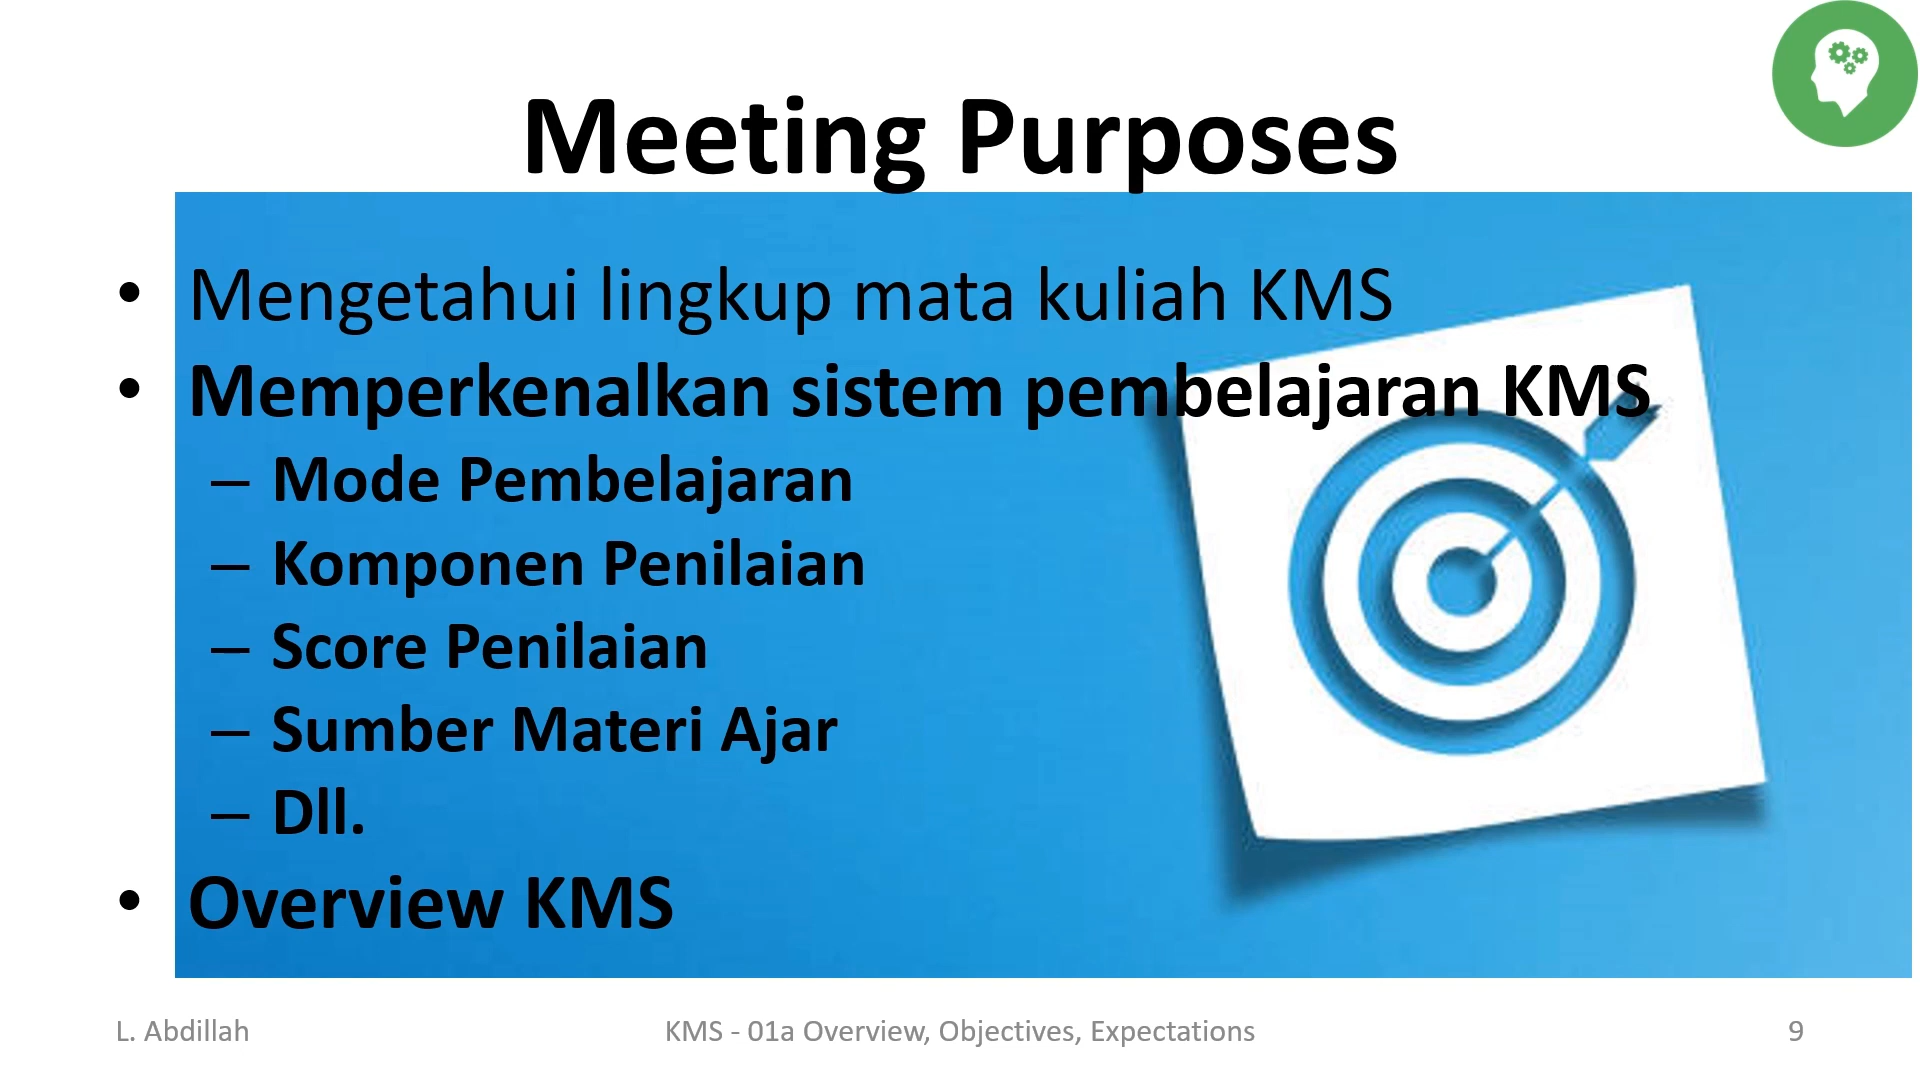 Meeting Purposes
• Mengetahui lingkup mata kuliah KMS
• Memperkenalkan sistem pembelajaran KMS
– Mode Pembelajaran
– Komponen Penilaian
– Score Penilaian
– Sumber Materi Ajar
– Dll.
• Overview KMS
L. Abdillah
KMS - 01a Overview, Objectives, Expectations
9